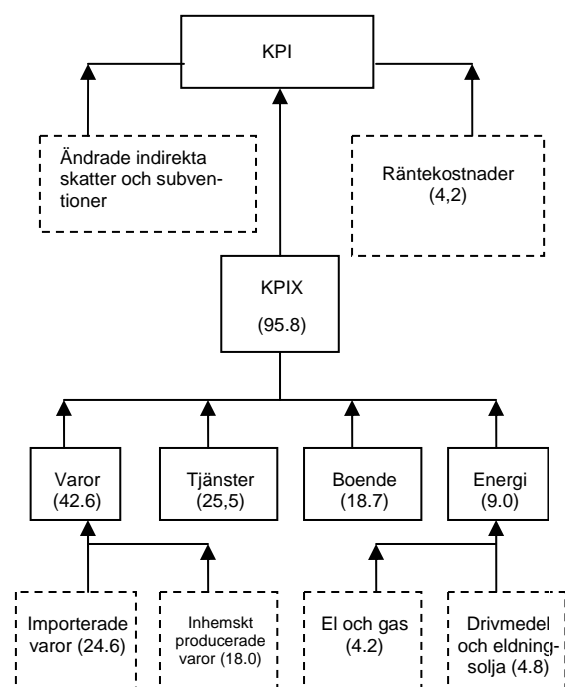 KPI
Ändrade indirekta
skatter och subven-
tioner
Räntekostnader
(4,2)
KPIX
(95.8)
Varor
(42.6)
Tjänster
(25,5)
Boende
(18.7)
Energi
(9.0)
Importerade
varor (24.6)
Inhemskt
producerade
varor (18.0)
El och gas
(4.2)
Drivmedel
och eldning-
solja (4.8)